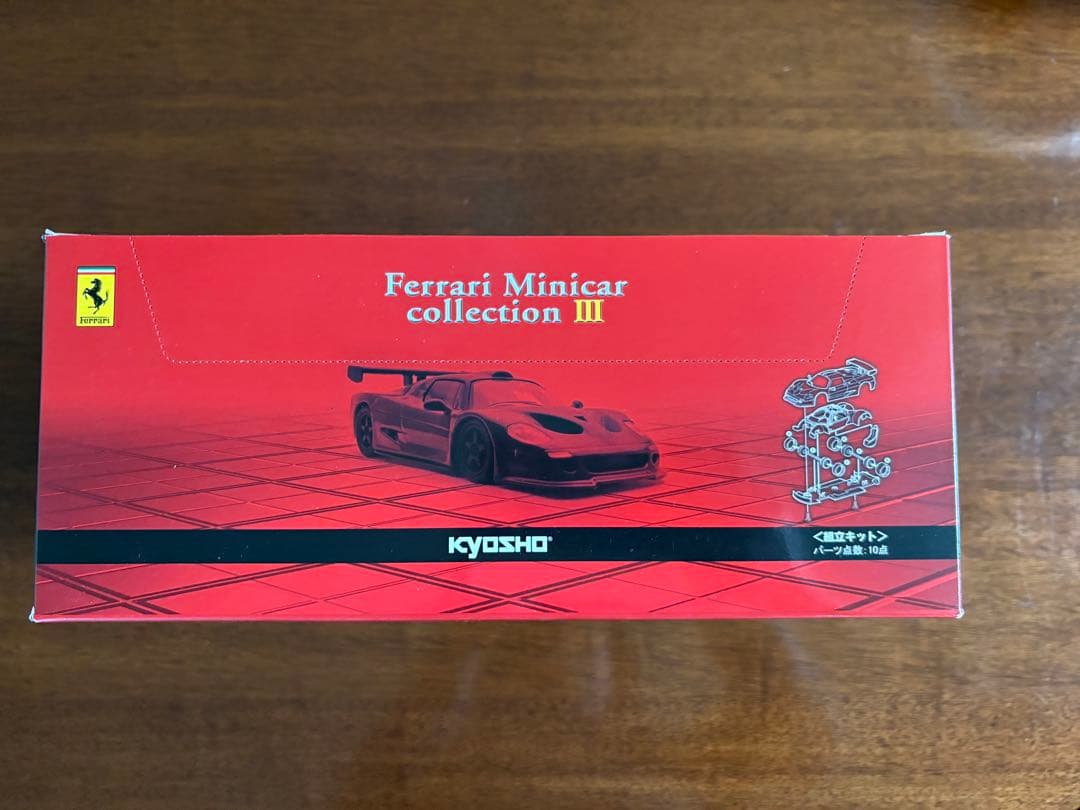 Ferrari
Ferrari Minicar
collection III
KYOSHO
<組立キット>
パーツ点数:10点